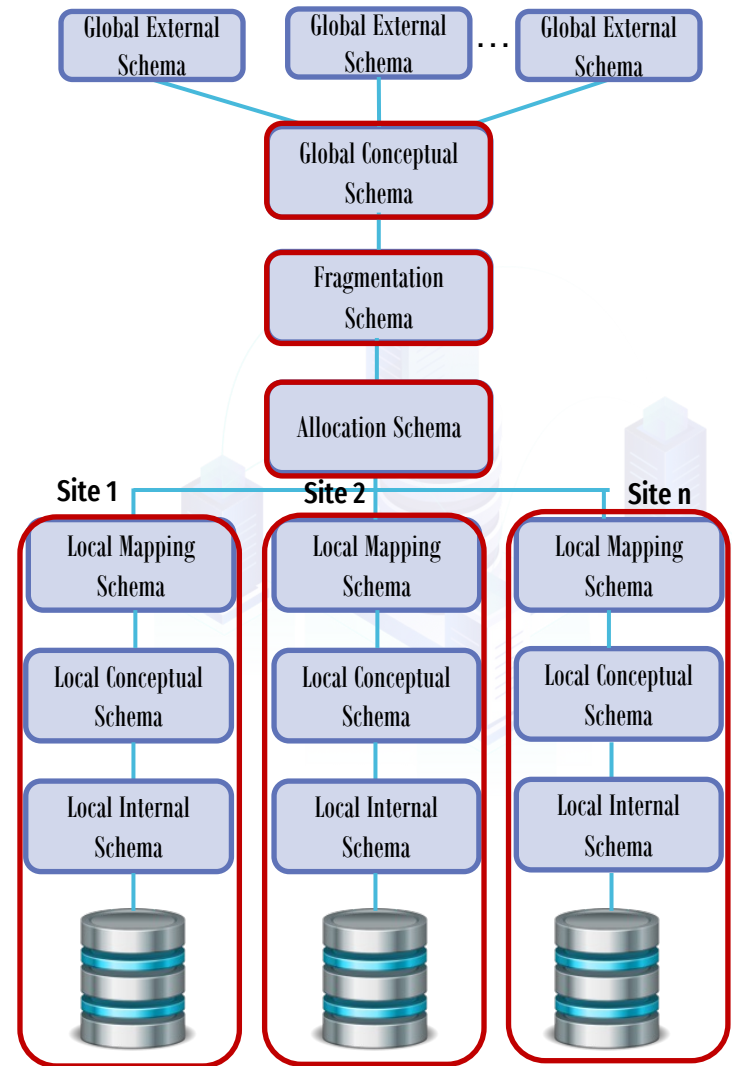 Global External
Schema
Global External
Schema
...
Global External
Schema
Global Conceptual
Schema
Fragmentation
Schema
Allocation Schema
Site 1
Site 2
Site n
Local Mapping
Schema
Local Mapping
Schema
Local Mapping
Schema
Local Conceptual
Schema
Local Conceptual
Schema
Local Conceptual
Schema
Local Internal
Schema
Local Internal
Schema
Local Internal
Schema